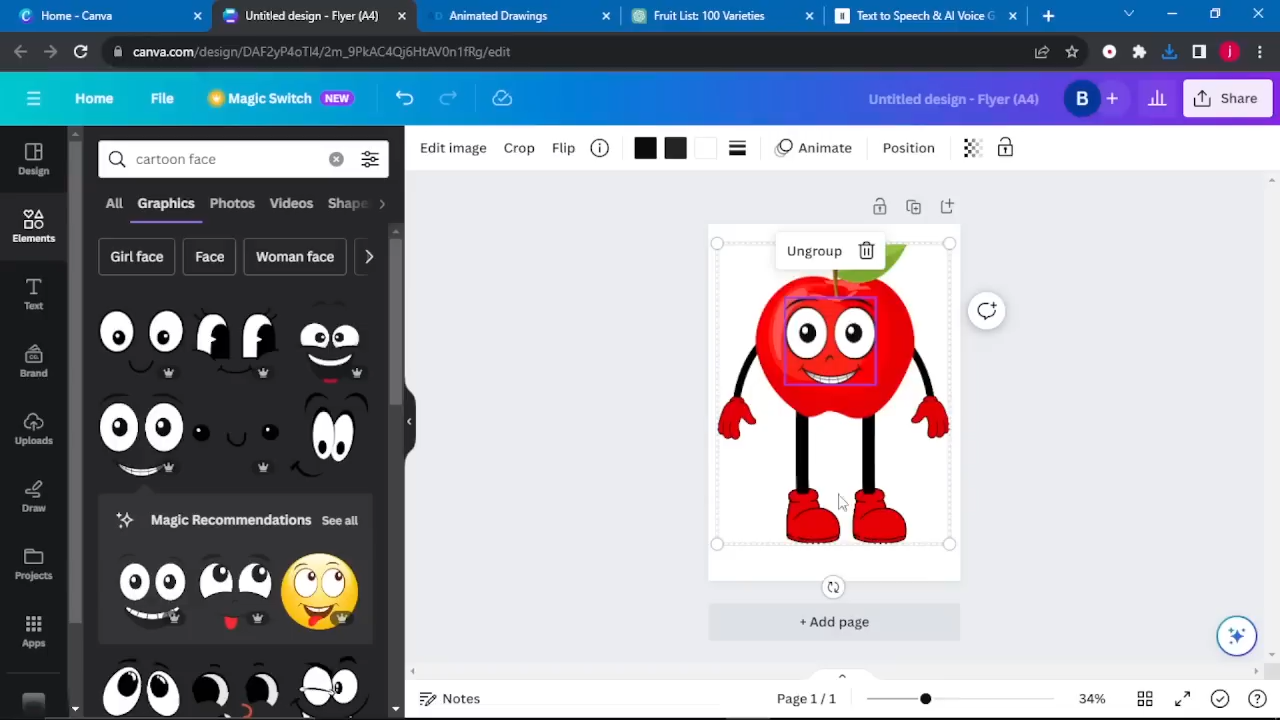 Home - Canva
Untitled design - Flyer (A4)
Animated Drawings
Fruit List: 100 Varieties
Text to Speech & AI Voice G
canva.com/design/DAF2yP4oTl4/2m_9PkAC4Qj6HtAV0n1fRg/edit
j
Home
File
Magic Switch
NEW
Untitled design - Flyer (A4)
B
Share
Design
Elements
Text
Brand
Uploads
Draw
Projects
Apps
cartoon face
All
Graphics
Photos
Videos
Shape
Girl face
Face
Woman face
Magic Recommendations
See all
Edit image
Crop
Flip
Animate
Position
Ungroup
+ Add page
Notes
Page 1 / 1
34%